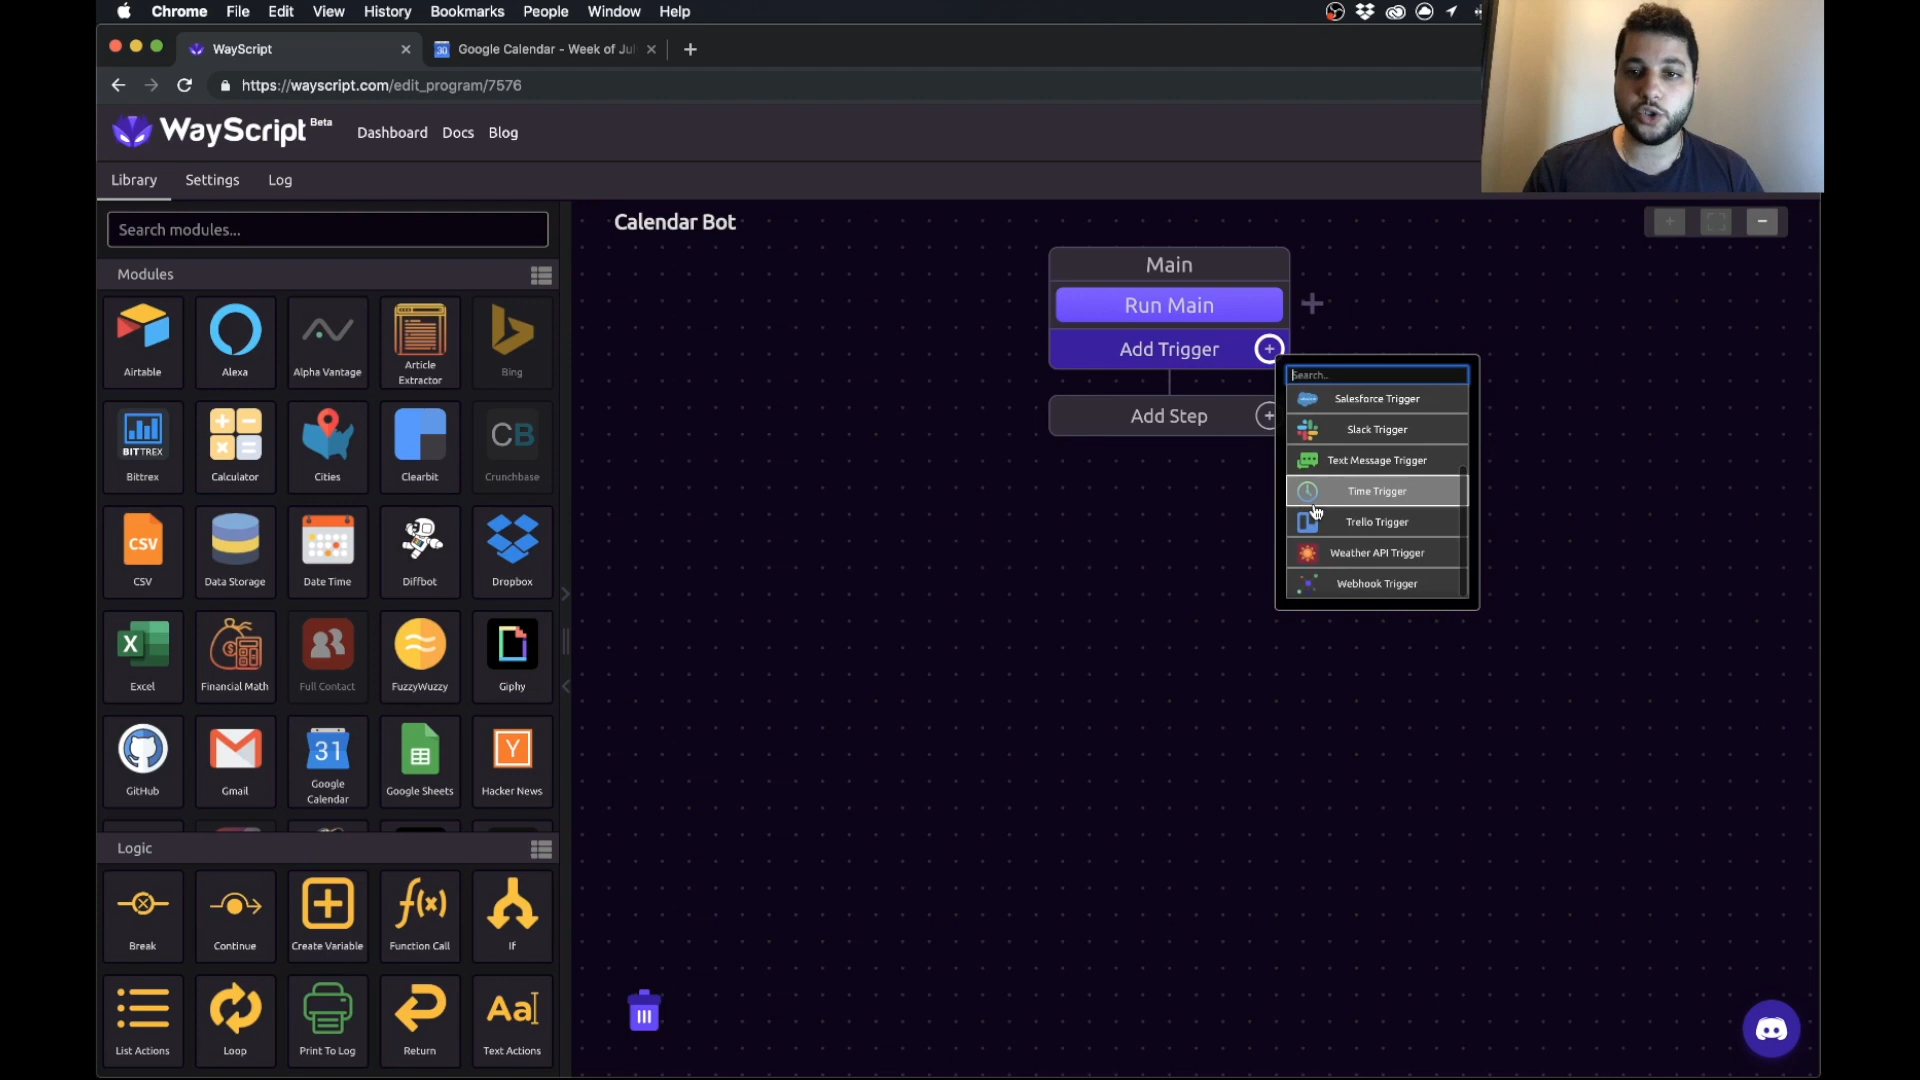 Chrome File Edit View History Bookmarks People Window Help
WayScript
Google Calendar - Week of Jul
https://wayscript.com/edit_program/7576
WayScript Beta
Dashboard Docs Blog
Library Settings Log
Search modules...
Calendar Bot
Modules
Main
Run Main
Add Trigger
Add Step
Search..
Salesforce Trigger
Slack Trigger
Text Message Trigger
Time Trigger
Trello Trigger
Weather API Trigger
Webhook Trigger
Airtable
Alexa
Alpha Vantage
Article
Extractor
Bing
BITTREX
CB
Bittrex
Calculator
Cities
Clearbit
Crunchbase
CSV
CSV
Data Storage
Date Time
Diffbot
Dropbox
X
Excel
Financial Math
Full Contact
FuzzyWuzzy
Giphy
31
Y
GitHub
Gmail
Google
Calendar
Google Sheets
Hacker News
Logic
f(x)
Break
Continue
Create Variable
Function Call
If
Aa
List Actions
Loop
Print To Log
Return
Text Actions